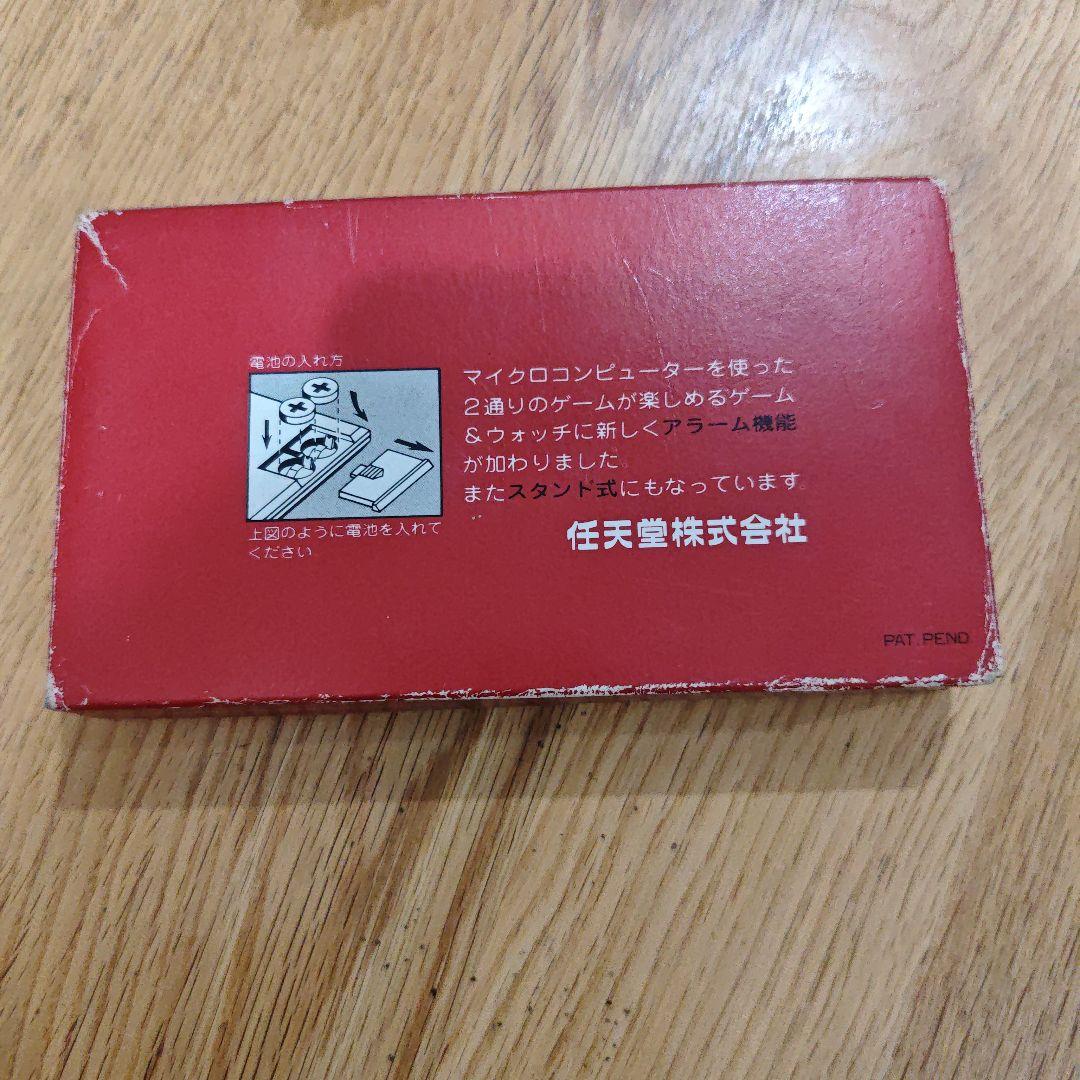 電池の入れ方
上図のように電池を入れて
ください
マイクロコンピューターを使った
2通りのゲームが楽しめるゲーム
&ウォッチに新しくアラーム機能
が加わりました。
またスタンド式にもなっています。
任天堂株式会社
PAT. PEND